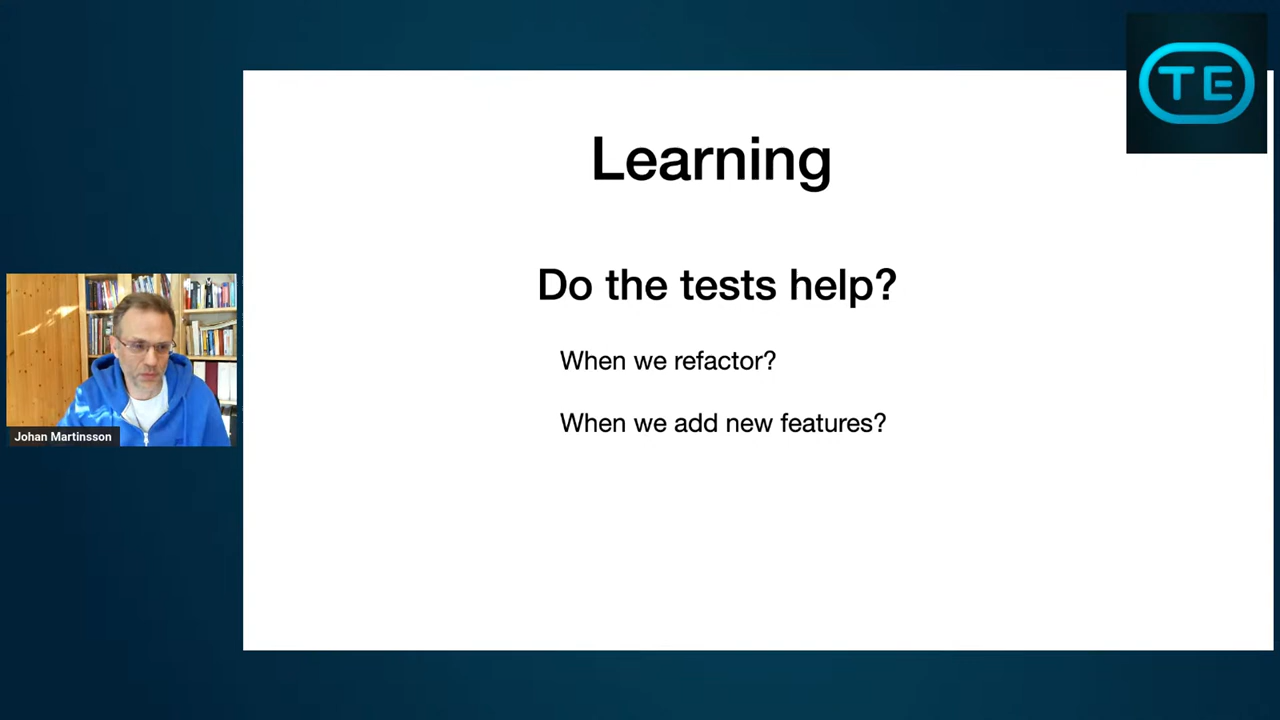 TE
Learning
Do the tests help?
When we refactor?
When we add new features?
Johan Martinsson